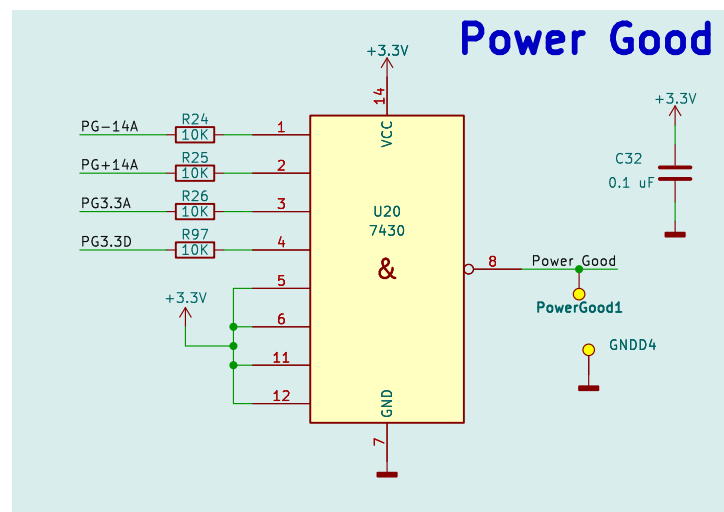 Power Good
+3.3V
14
VCC
+3.3V
PG-14A
R24
10K
1
PG+14A
R25
10K
2
C32
0.1 uF
PG3.3A
R26
10K
3
U20
7430
PG3.3D
R97
10K
4
&
8
Power Good
PowerGood1
5
+3.3V
6
GNDD4
11
12
GND
7